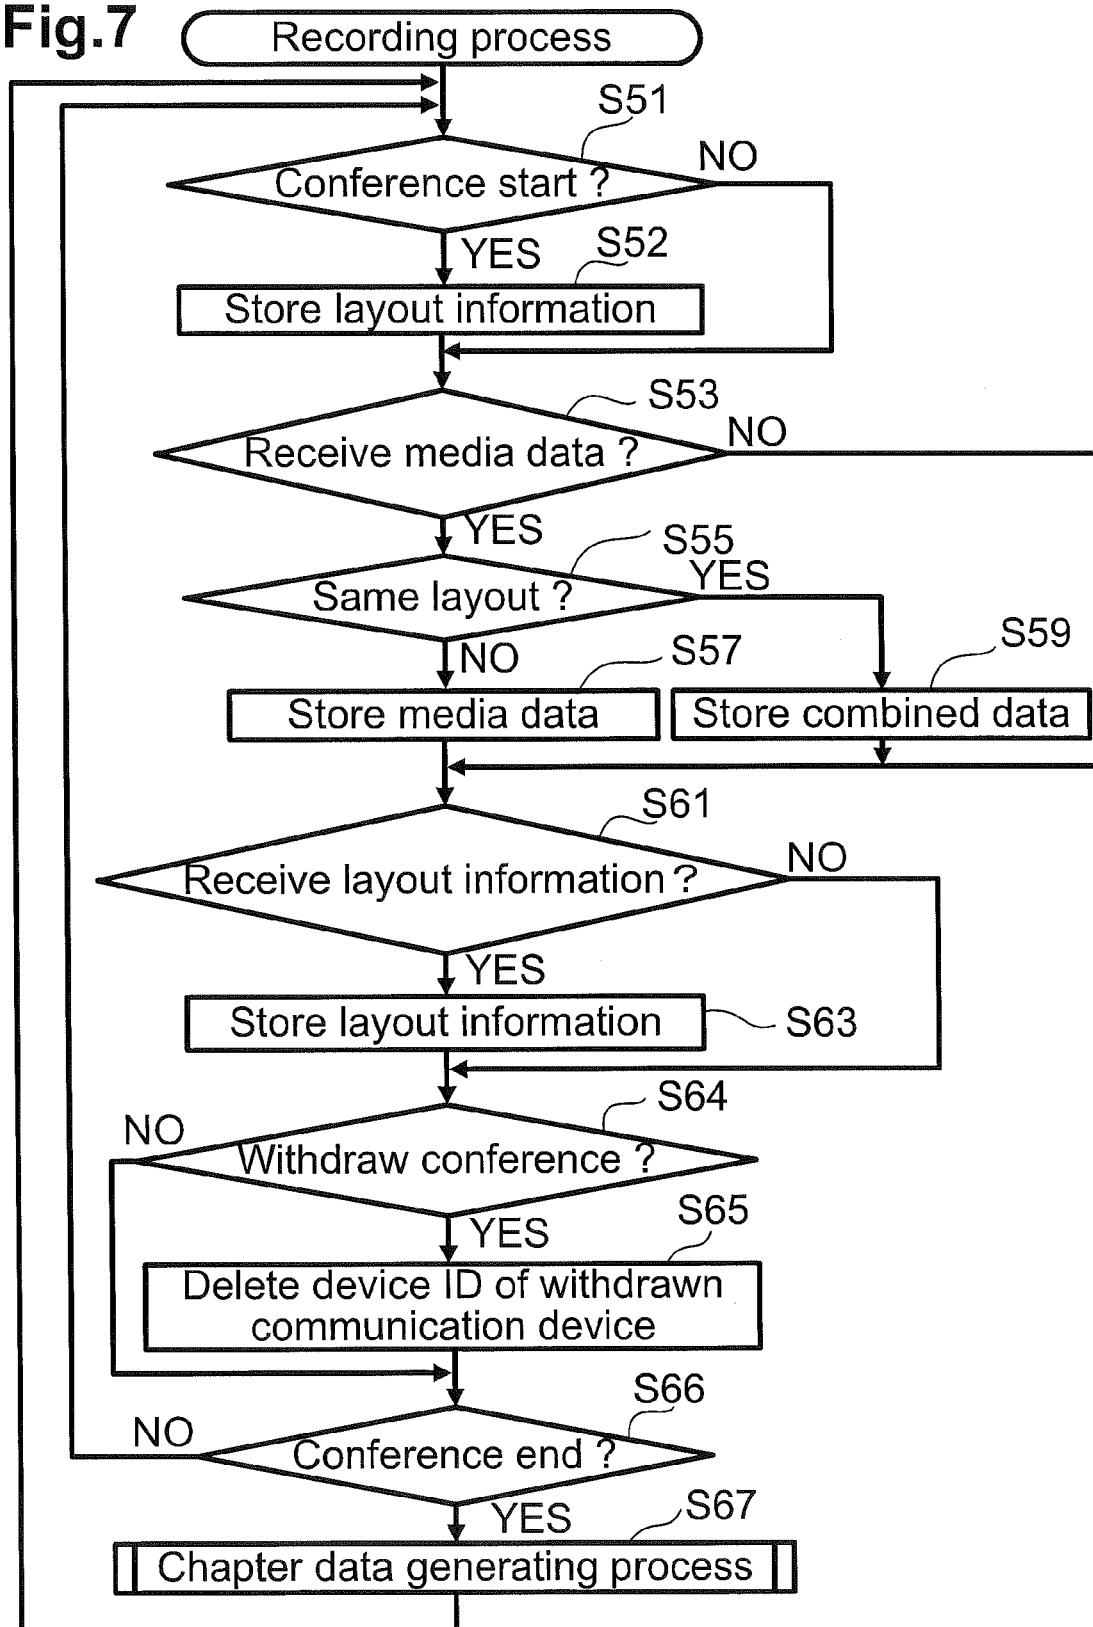 Fig.7
Recording process
S51
Conference start ?
NO
YES
S52
Store layout information
S53
Receive media data ?
NO
YES
S55
Same layout ?
YES
NO
S57
S59
Store media data
Store combined data
S61
Receive layout information ?
NO
YES
Store layout information
S63
S64
NO
Withdraw conference ?
YES
S65
Delete device ID of withdrawn
communication device
S66
NO
Conference end ?
YES
S67
Chapter data generating process